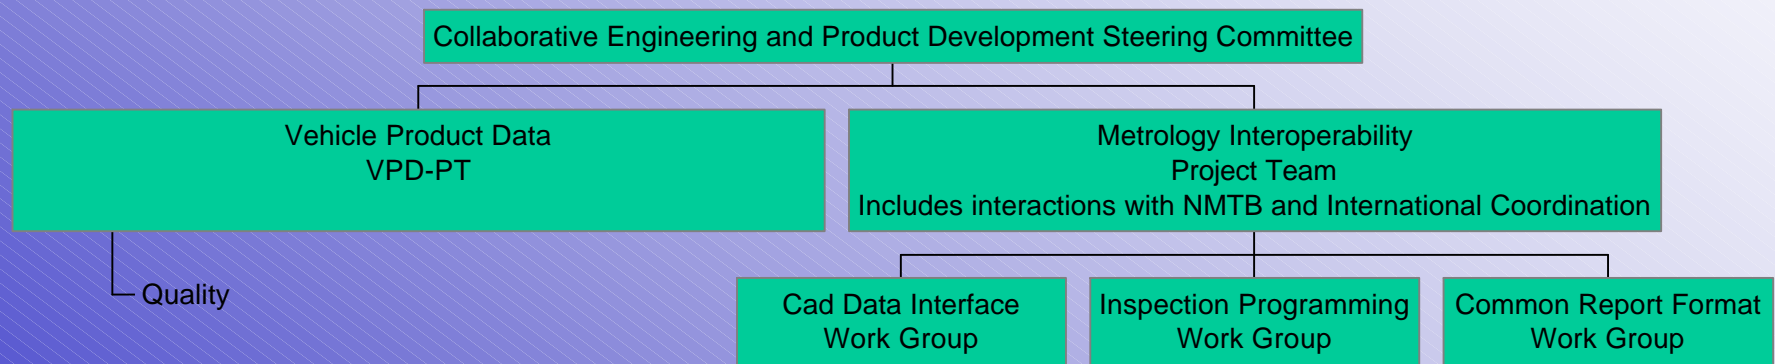 Collaborative Engineering and Product Development Steering Committee
Vehicle Product Data
VPD-PT
Metrology Interoperability
Project Team
Includes interactions with NMTB and International Coordination
Quality
Cad Data Interface
Work Group
Inspection Programming
Work Group
Common Report Format
Work Group